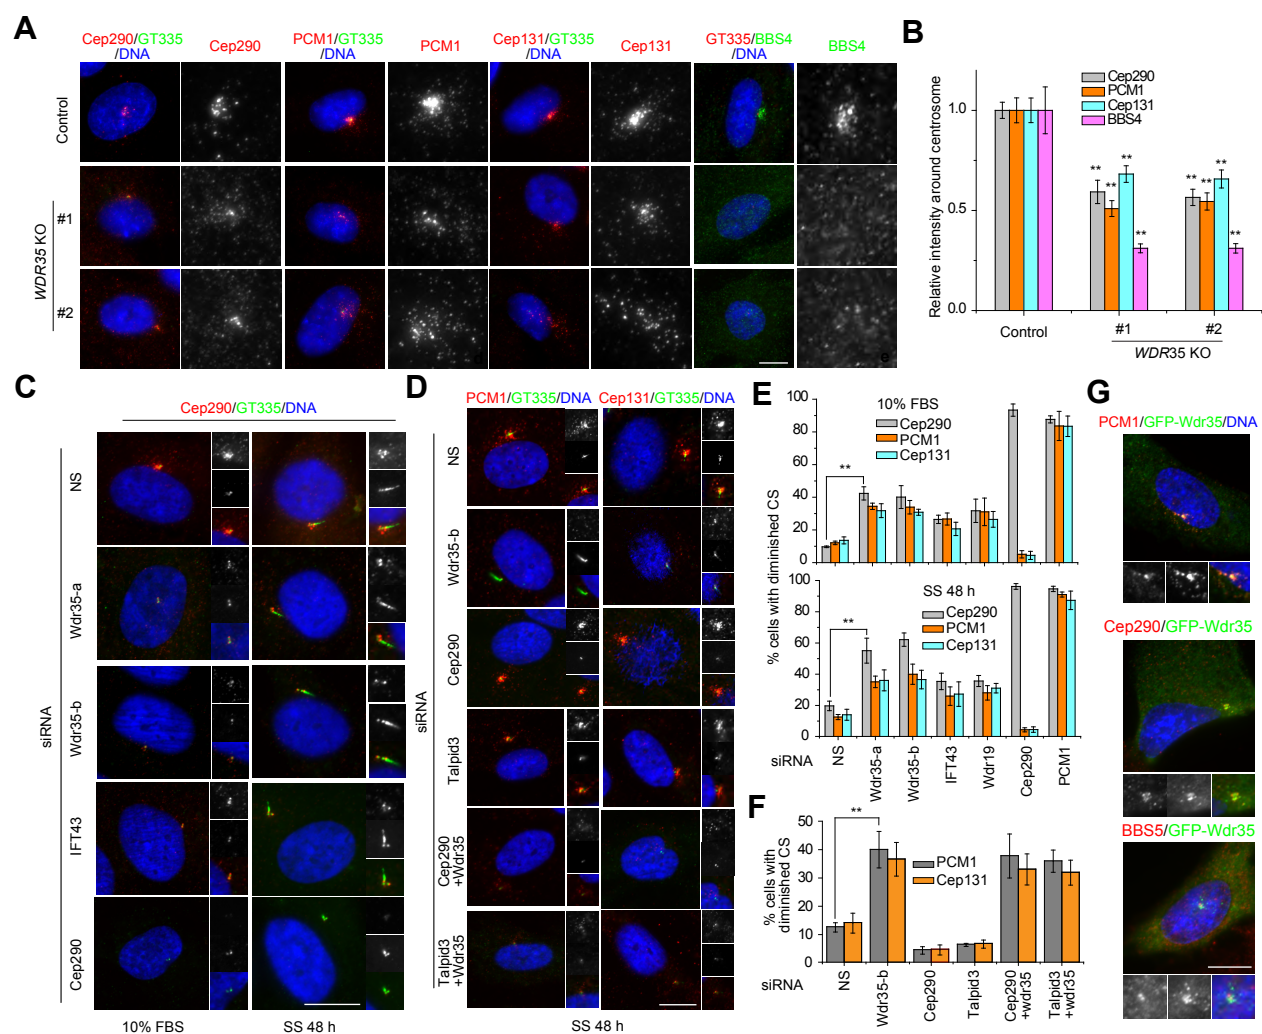 A
Cep290/GT335
/DNA
Cep290
PCM1/GT335
/DNA
PCM1
Cep131/GT335
/DNA
Cep131
GT335/BBS4
/DNA
BBS4
Control
WDR35 KO
#1
#2
e
B
Relative intensity around centrosome
1.0
0.5
0.0
Cep290
PCM1
Cep131
BBS4
**
**
**
**
**
**
**
**
Control
#1
#2
WDR35 KO
C
Cep290/GT335/DNA
siRNA
NS
Wdr35-a
Wdr35-b
IFT43
Cep290
10% FBS
SS 48 h
D
PCM1/GT335/DNA
Cep131/GT335/DNA
siRNA
NS
Wdr35-b
Cep290
Talpid3
Cep290
+Wdr35
Talpid3
+Wdr35
SS 48 h
E
% cells with diminished CS
100
80
60
40
20
0
10% FBS
Cep290
PCM1
Cep131
**
100
80
60
40
20
0
SS 48 h
Cep290
PCM1
Cep131
**
siRNA
NS
Wdr35-a
Wdr35-b
IFT43
Wdr19
Cep290
PCM1
F
% cells with
diminished CS
50
40
30
20
10
0
**
PCM1
Cep131
siRNA
NS
Wdr35-b
Cep290
Talpid3
Cep290
+wdr35
Talpid3
+wdr35
G
PCM1/GFP-Wdr35/DNA
Cep290/GFP-Wdr35
BBS5/GFP-Wdr35